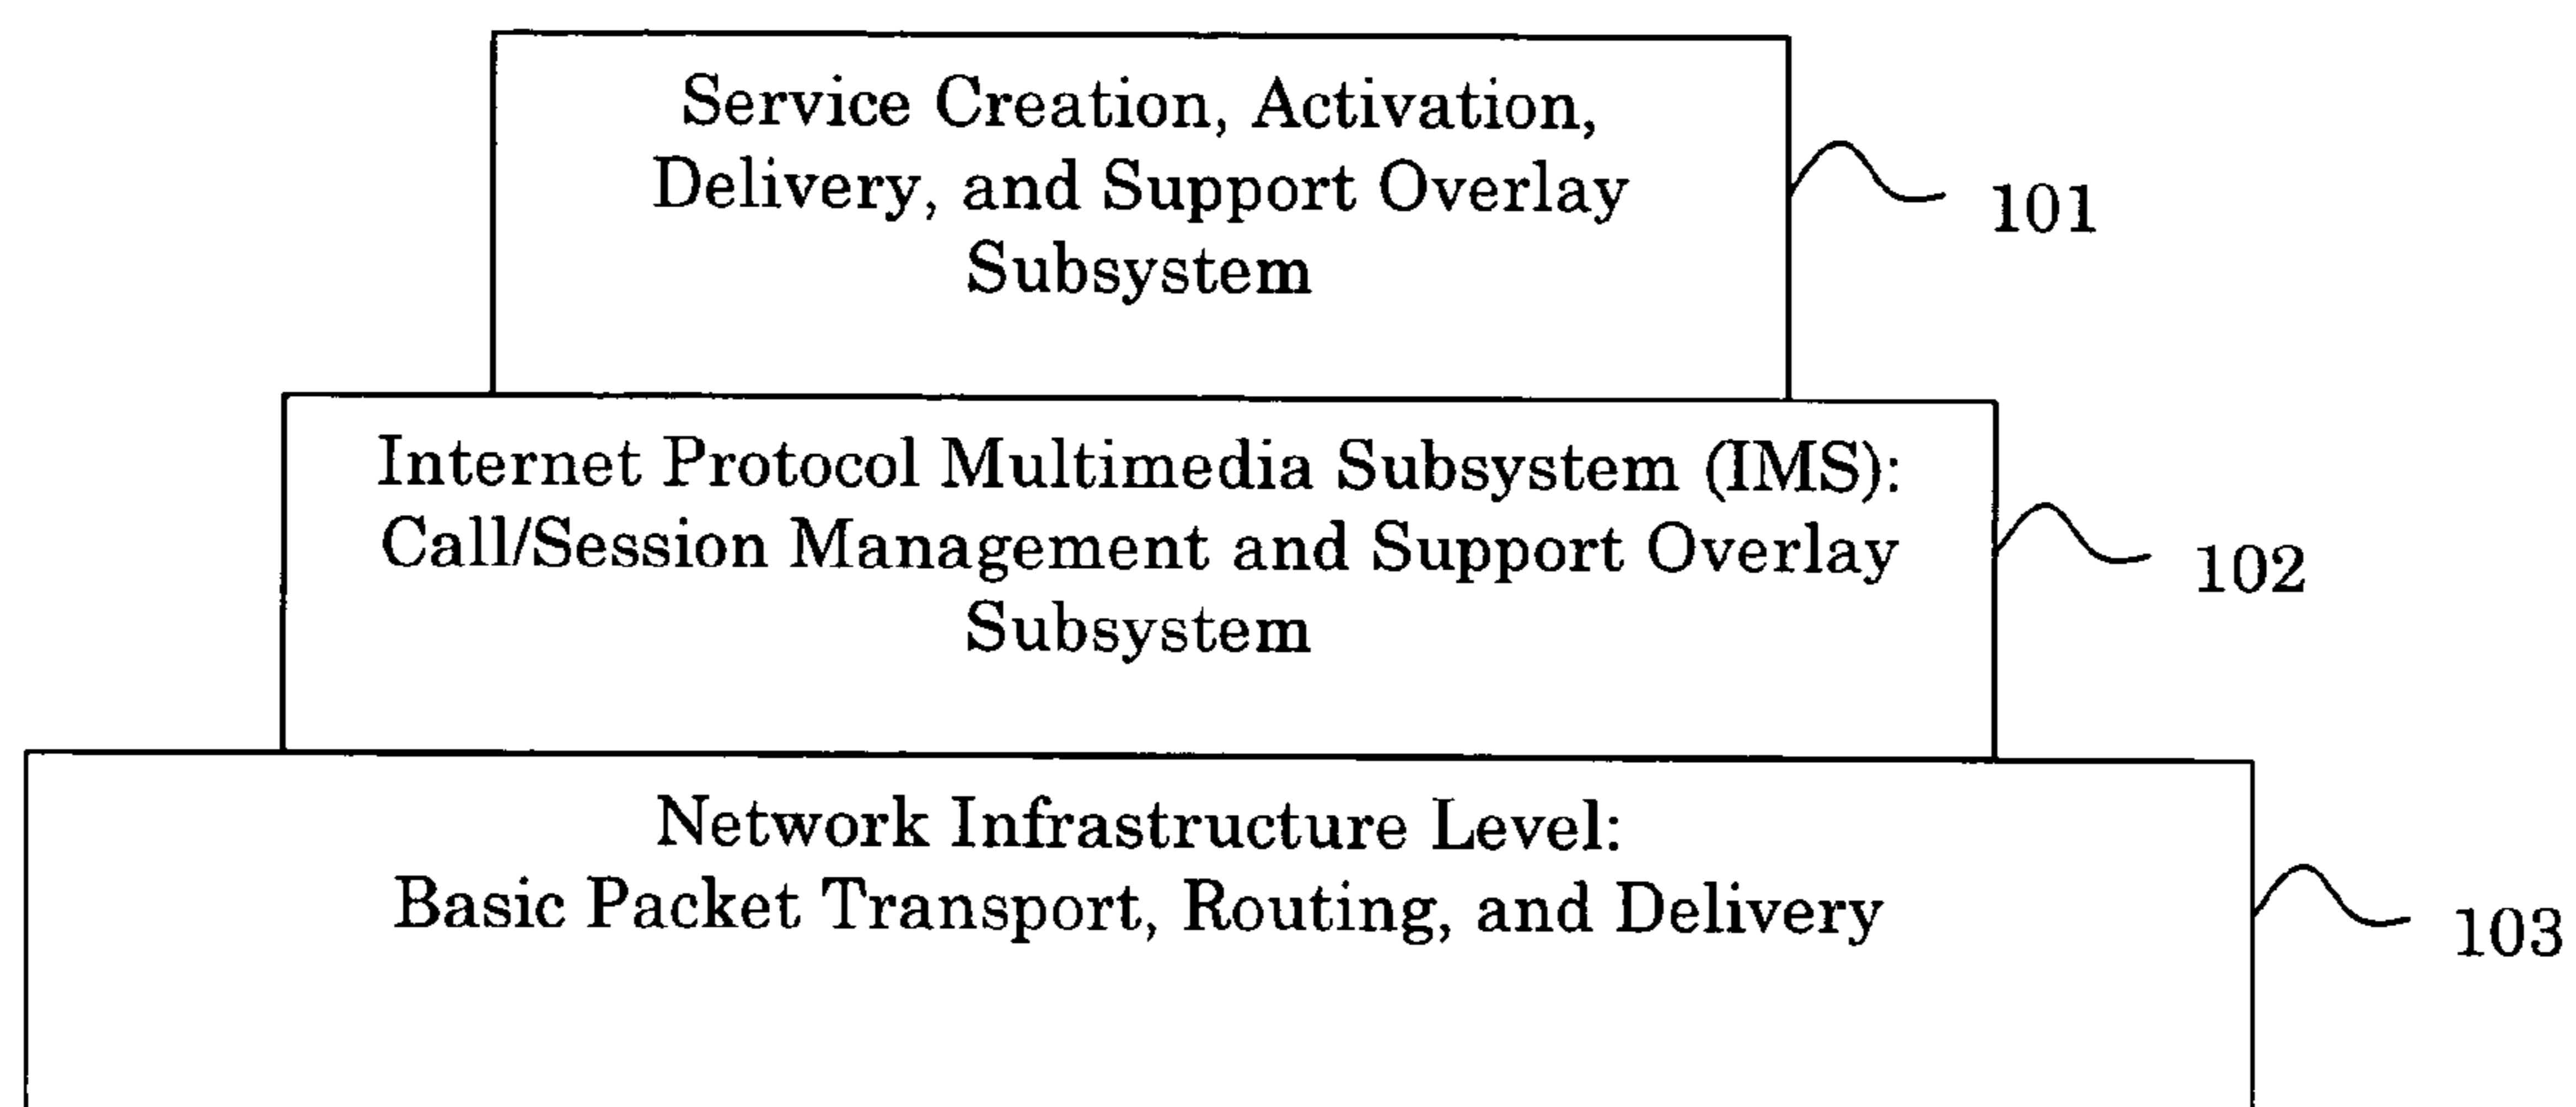 Service Creation, Activation,
Delivery, and Support Overlay
Subsystem
101
Internet Protocol Multimedia Subsystem (IMS):
Call/Session Management and Support Overlay
Subsystem
102
Network Infrastructure Level:
Basic Packet Transport, Routing, and Delivery
103